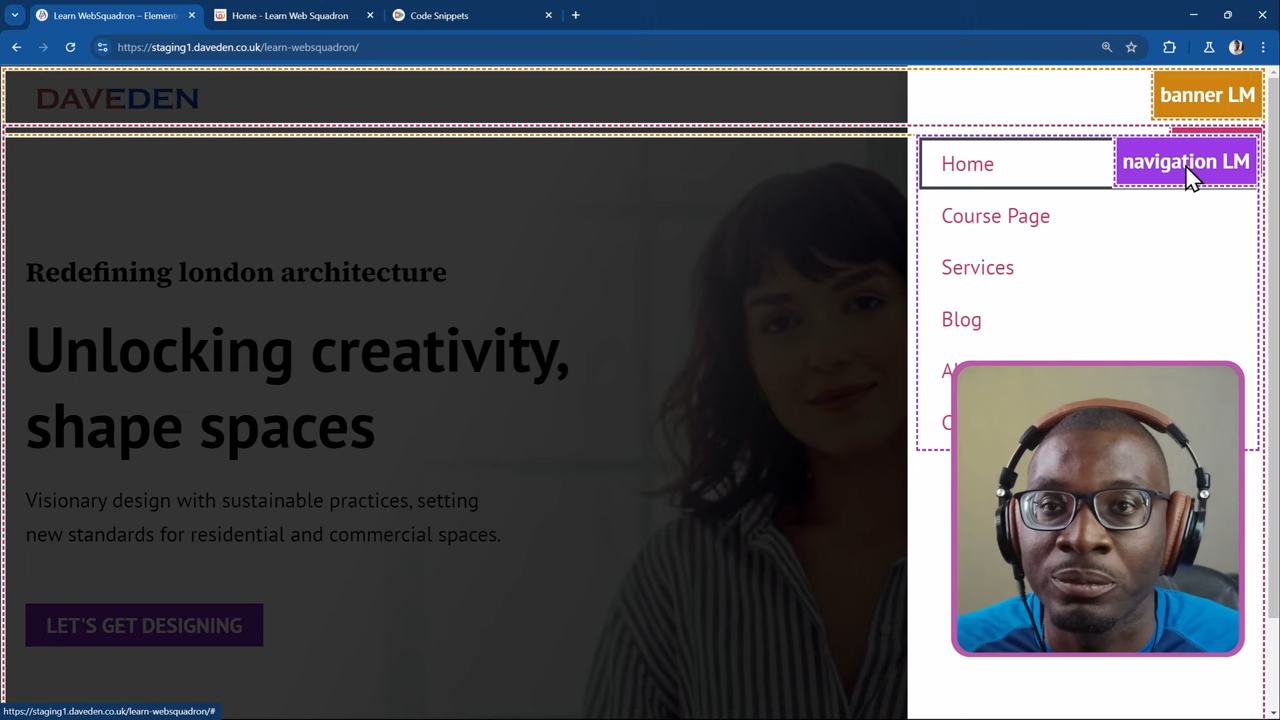 Learn WebSquadron – Element
Home - Learn Web Squadron
Code Snippets
https://staging1.daveden.co.uk/learn-websquadron/
DAVEDEN
banner LM
navigation LM
Home
Course Page
Services
Blog
Redefining london architecture
Unlocking creativity,
shape spaces
Visionary design with sustainable practices, setting
new standards for residential and commercial spaces.
LET'S GET DESIGNING
https://staging1.daveden.co.uk/learn-websquadron/#